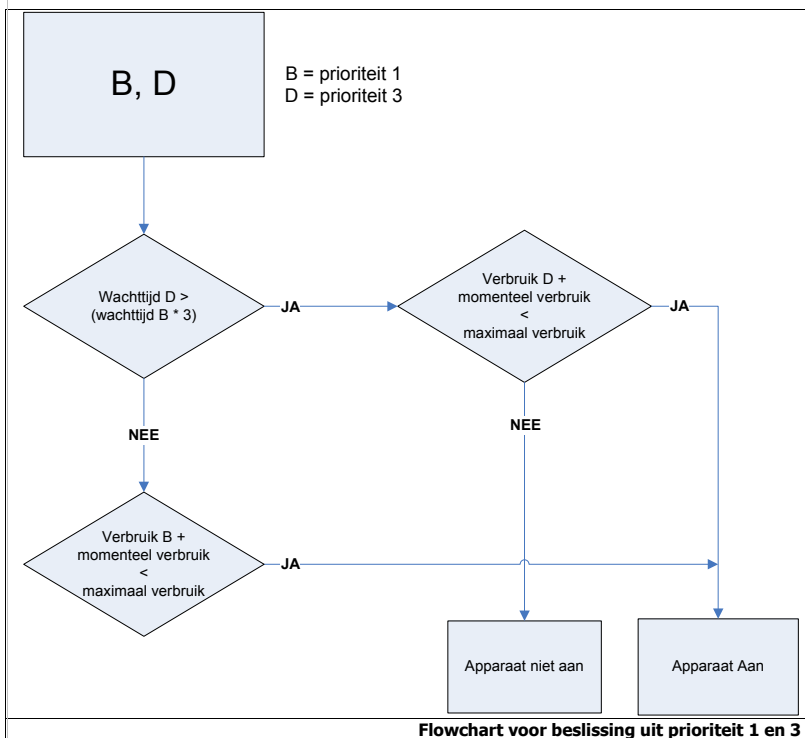 B, D
B = prioriteit 1
D = prioriteit 3
Wachttijd D >
(wachttijd B * 3)
JA
Verbruik D +
momenteel verbruik
<
maximaal verbruik
JA
NEE
NEE
Verbruik B +
momenteel verbruik
<
maximaal verbruik
JA
Apparaat niet aan
Apparaat Aan
Flowchart voor beslissing uit prioriteit 1 en 3